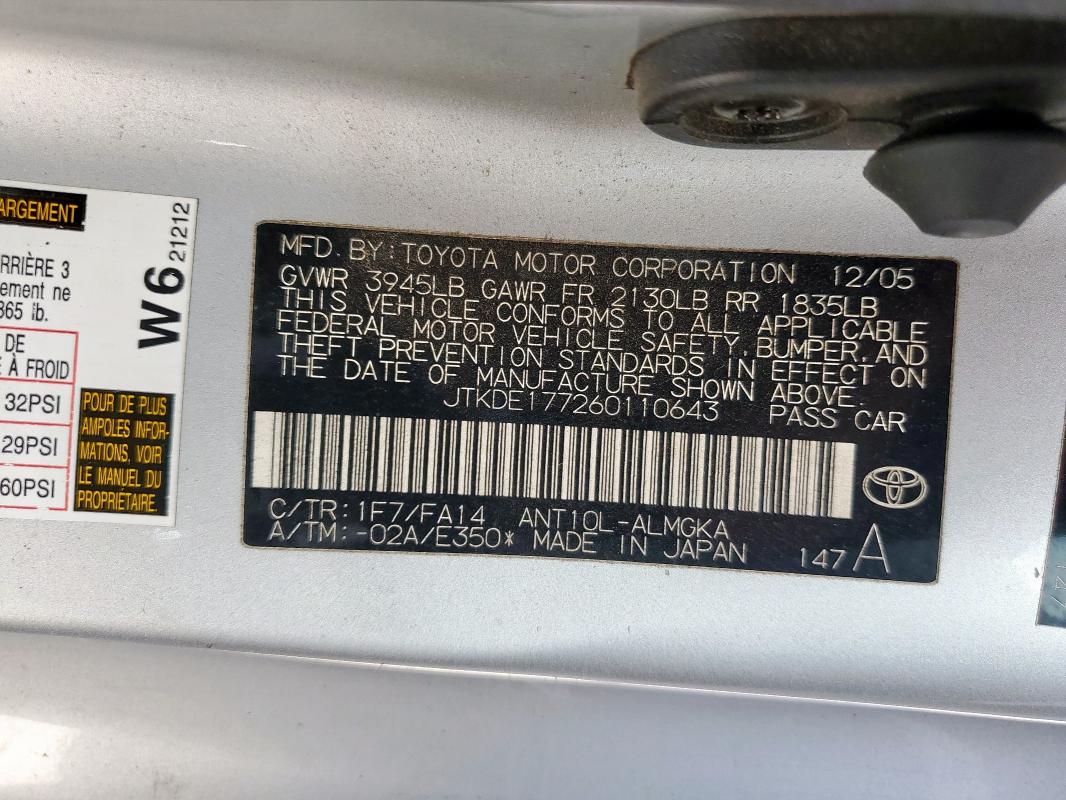 ARGEMENT
RRIÈRE 3
ement ne
865 lb.
DE
À FROID
32PSI
29PSI
60PSI
W6 21212
POUR DE PLUS
AMPOLES INFOR-
MATIONS, VOIR
LE MANUEL DU
PROPRIÉTAIRE.
MFD. BY: TOYOTA MOTOR CORPORATION 12/05
GVWR 3945LB GAWR FR 2130LB RR 1835LB
THIS VEHICLE CONFORMS TO ALL APPLICABLE
FEDERAL MOTOR VEHICLE SAFETY, BUMPER, AND
THEFT PREVENTION STANDARDS IN EFFECT ON
THE DATE OF MANUFACTURE SHOWN ABOVE.
JTKDE177260110643 PASS CAR
C/TR: 1F7/FA14 ANT10L-ALMGKA
A/TM: -02A/E350* MADE IN JAPAN 147 A